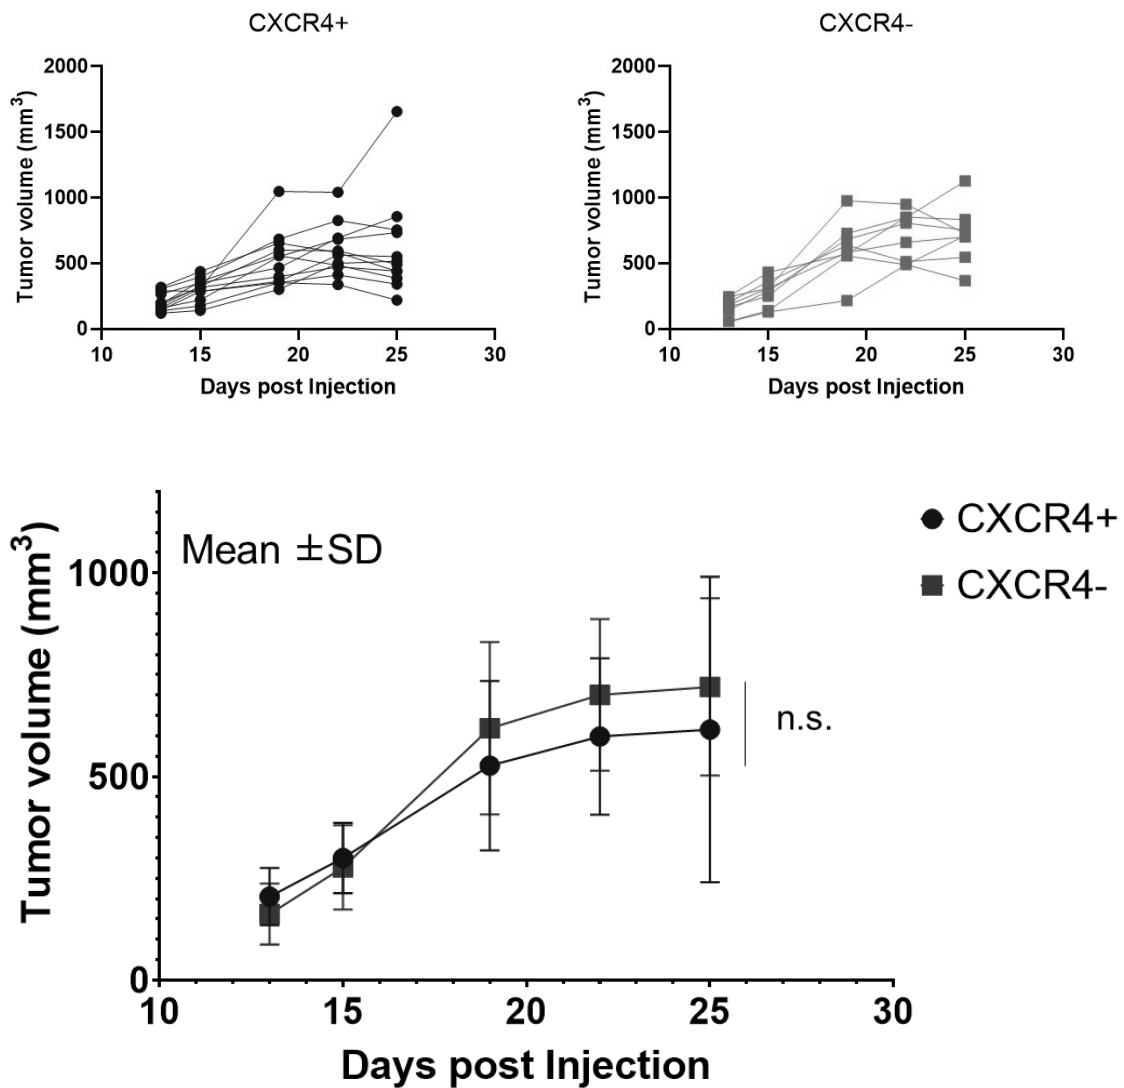 CXCR4+
2000
1500
1000
500
0
Tumor volume (mm³)
10 15 20 25 30
Days post Injection
CXCR4-
2000
1500
1000
500
0
Tumor volume (mm³)
10 15 20 25 30
Days post Injection
Mean ±SD
1000
500
0
Tumor volume (mm³)
10 15 20 25 30
Days post Injection
n.s.
CXCR4+
CXCR4-